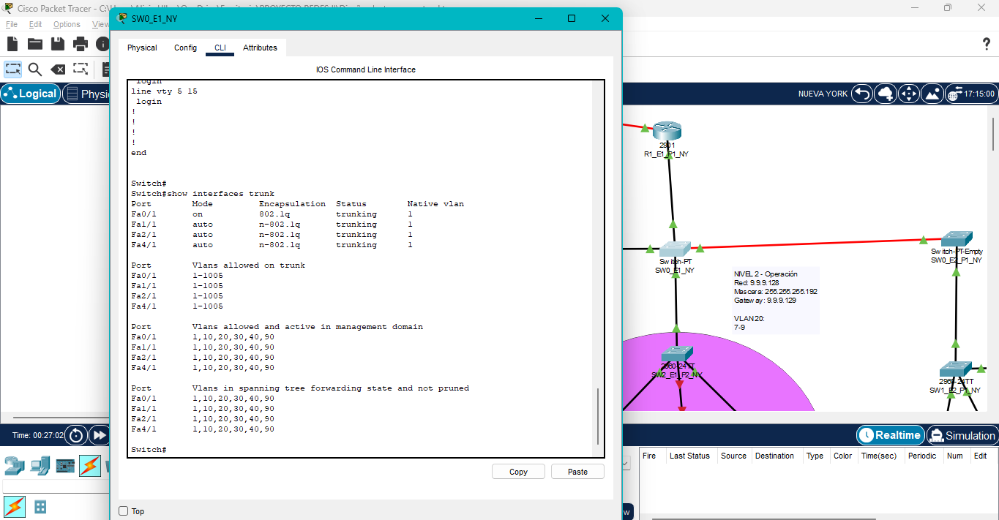 Cisco Packet Tracer - C:\
SW0_E1_NY
File Edit Options View
Physical Config CLI Attributes
IOS Command Line Interface
Logical
NUEVA YORK
17:15:00
login
line vty 5 15
login
!
!
!
!
end
Switch#
Switch#show interfaces trunk
Port Mode Encapsulation Status Native vlan
Fa0/1 on 802.1q trunking 1
Fa1/1 auto n-802.1q trunking 1
Fa2/1 auto n-802.1q trunking 1
Fa4/1 auto n-802.1q trunking 1
Port Vlans allowed on trunk
Fa0/1 1-1005
Fa1/1 1-1005
Fa2/1 1-1005
Fa4/1 1-1005
Port Vlans allowed and active in management domain
Fa0/1 1,10,20,30,40,90
Fa1/1 1,10,20,30,40,90
Fa2/1 1,10,20,30,40,90
Fa4/1 1,10,20,30,40,90
Port Vlans in spanning tree forwarding state and not pruned
Fa0/1 1,10,20,30,40,90
Fa1/1 1,10,20,30,40,90
Fa2/1 1,10,20,30,40,90
Fa4/1 1,10,20,30,40,90
Switch#
Copy Paste
Top
2901
R1_E1_P1_NY
Switch-PT
SW0_E1_NY
Switch-PT-Empty
SW0_E2_P1_NY
NIVEL 2 - Operación
Red: 9.9.9.128
Mascara: 255.255.255.192
Gateway: 9.9.9.129
VLAN 20:
7-9
2960-24TT
SW2_E1_P2_NY
2960-24TT
SW1_E2_P1_NY
Time: 00:27:02
Realtime Simulation
Fire Last Status Source Destination Type Color Time(sec) Periodic Num Edit